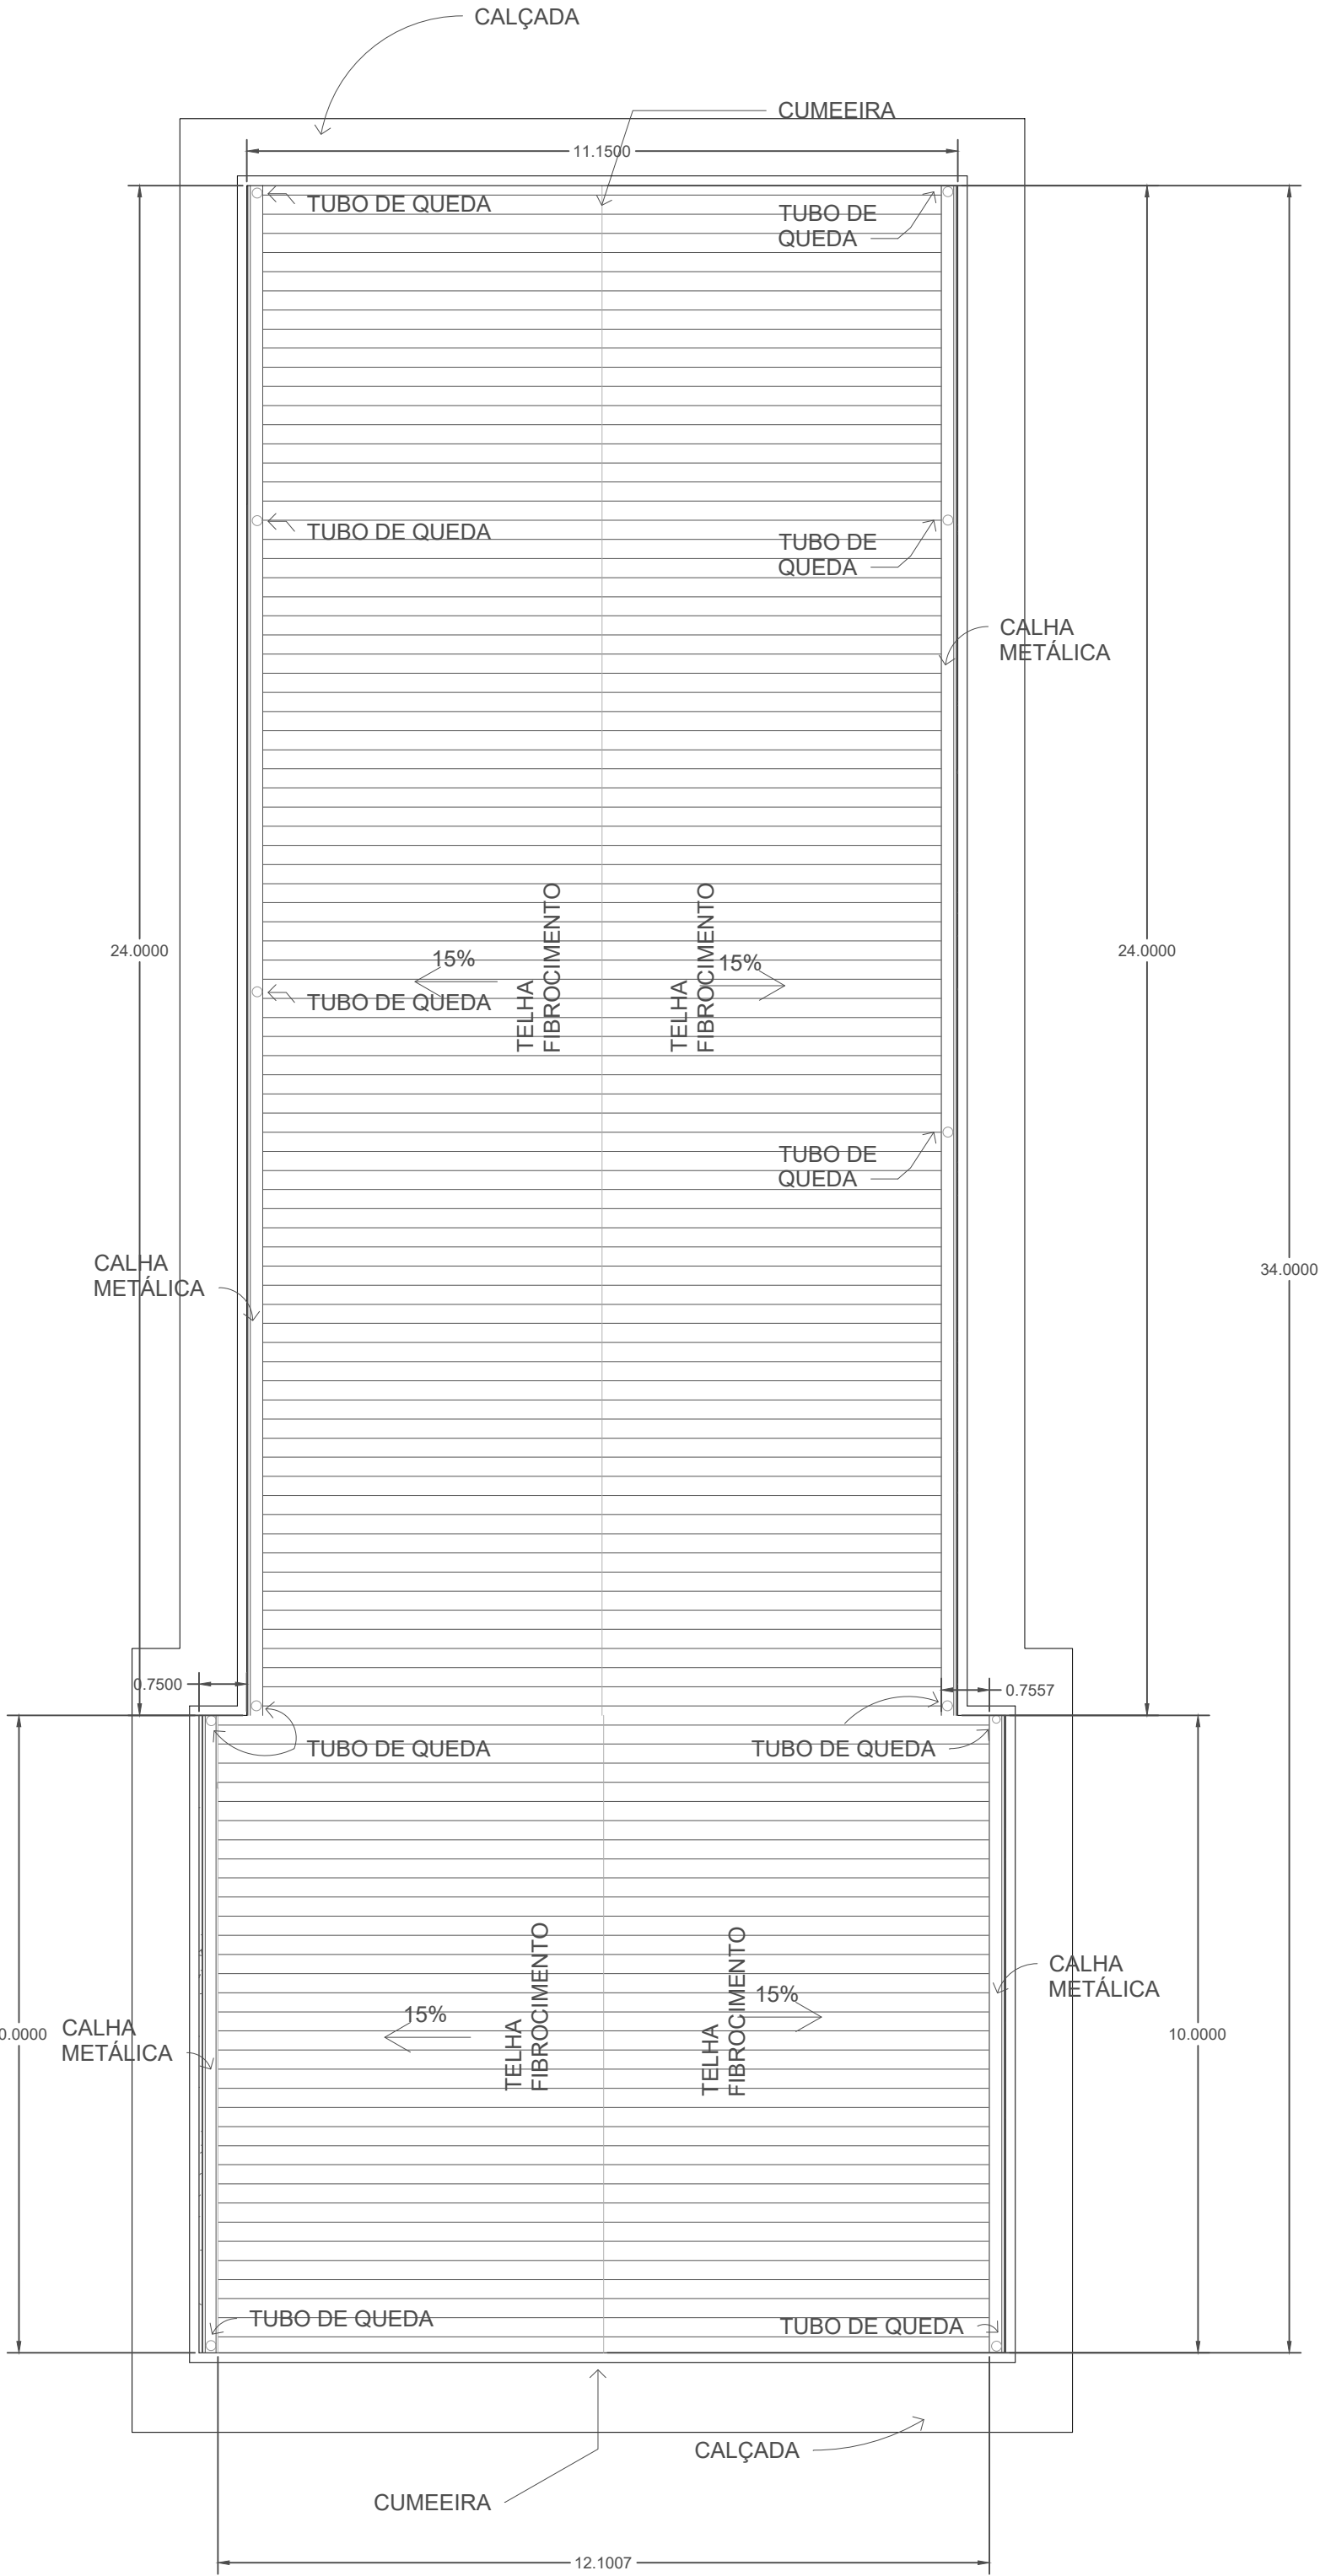 CALÇADA
CUMEEIRA
11.1500
TUBO DE QUEDA
TUBO DE
QUEDA
TUBO DE QUEDA
TUBO DE
QUEDA
CALHA
METÁLICA
TELHA
FIBROCIMENTO
TELHA
FIBROCIMENTO
24.0000
24.0000
15%
15%
TUBO DE QUEDA
TUBO DE
QUEDA
CALHA
METÁLICA
34.0000
0.7500
0.7557
TUBO DE QUEDA
TUBO DE QUEDA
TELHA
FIBROCIMENTO
TELHA
FIBROCIMENTO
CALHA
METÁLICA
15%
15%
0.0000
CALHA
METÁLICA
10.0000
TUBO DE QUEDA
TUBO DE QUEDA
CALÇADA
CUMEEIRA
12.1007